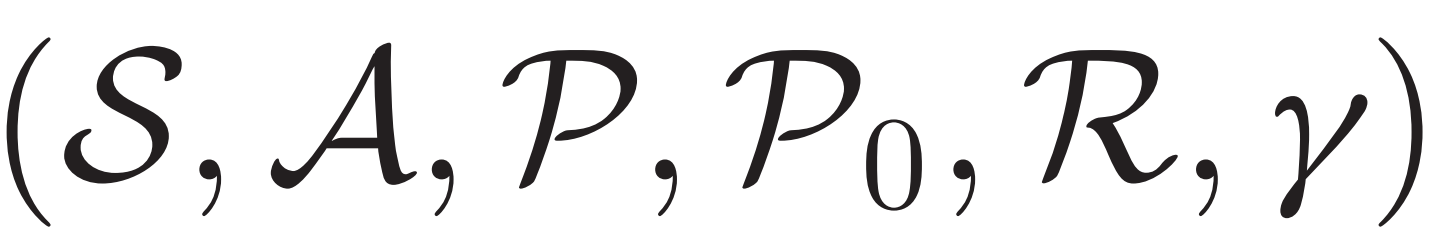 (𝒮, 𝒜, 𝒫, 𝒫₀, ℛ, γ)